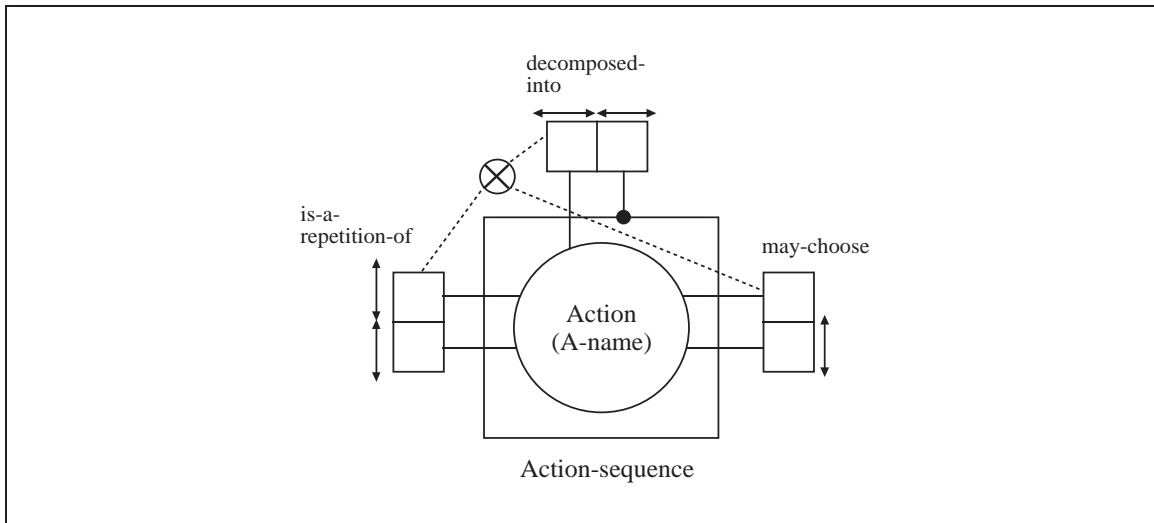 decomposed-
into
is-a-
repetition-of
may-choose
Action
(A-name)
Action-sequence